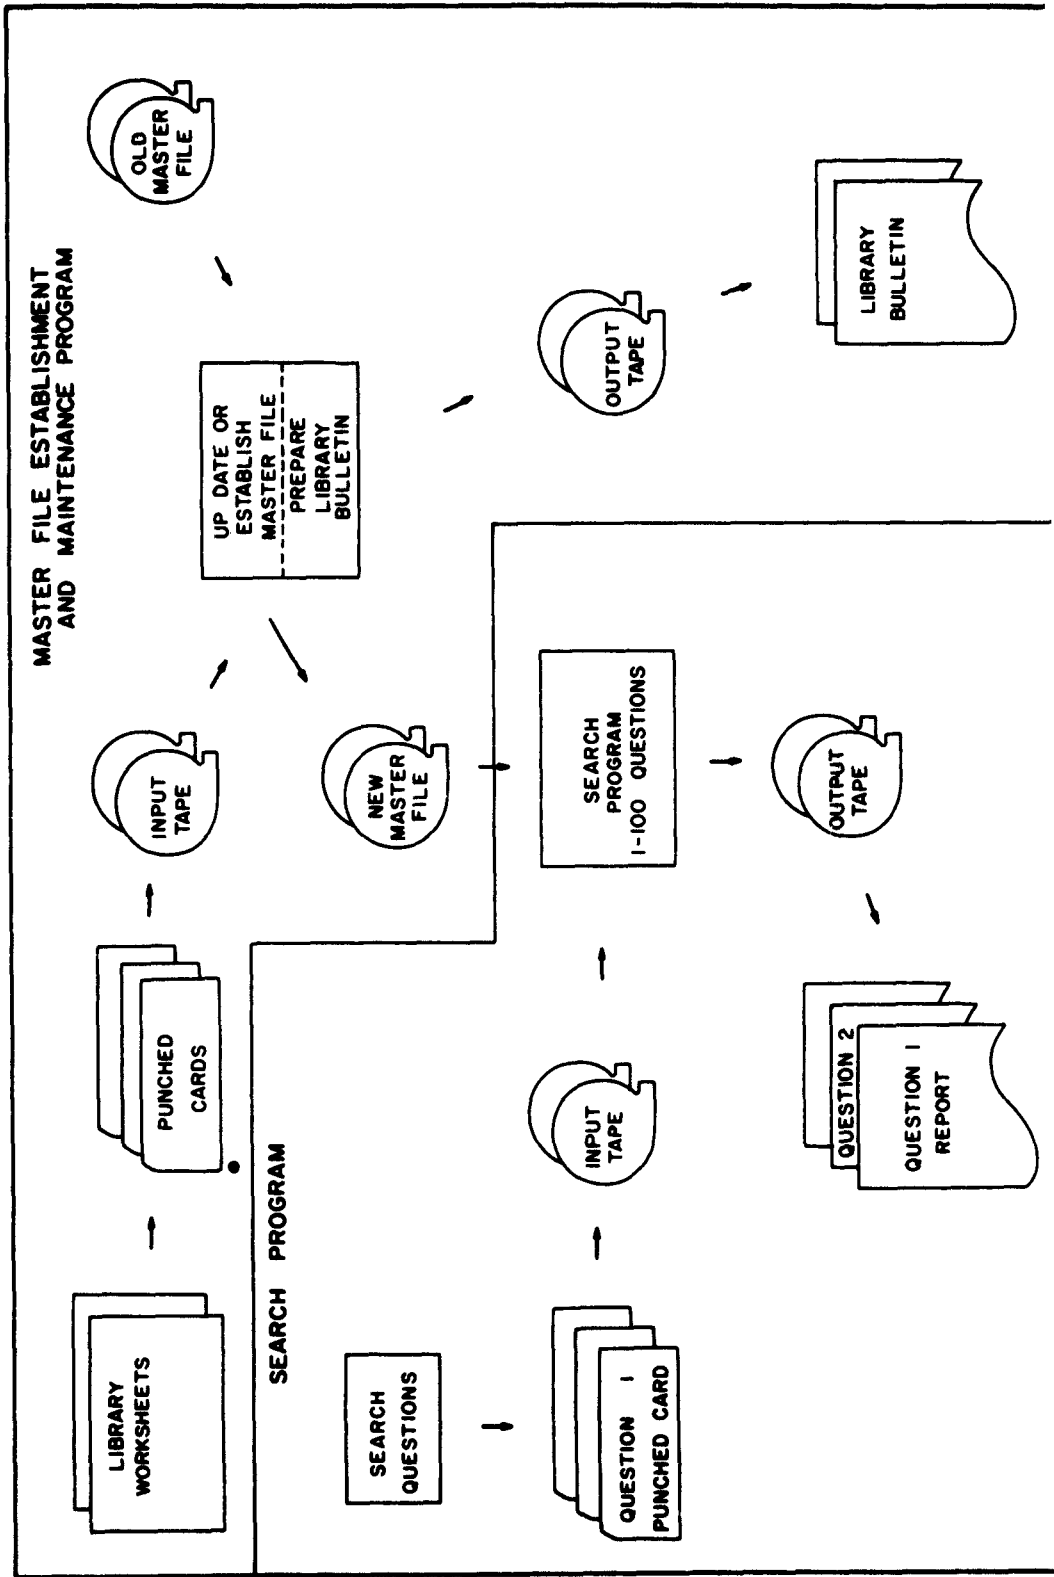 MASTER FILE ESTABLISHMENT
AND MAINTENANCE PROGRAM
LIBRARY
WORKSHEETS
PUNCHED
CARDS
INPUT
TAPE
OLD
MASTER
FILE
UP DATE OR
ESTABLISH
MASTER FILE
PREPARE
LIBRARY
BULLETIN
NEW
MASTER
FILE
OUTPUT
TAPE
LIBRARY
BULLETIN
SEARCH PROGRAM
SEARCH
QUESTIONS
QUESTION 1
PUNCHED CARD
INPUT
TAPE
SEARCH
PROGRAM
1-100 QUESTIONS
OUTPUT
TAPE
QUESTION 2
QUESTION 1
REPORT